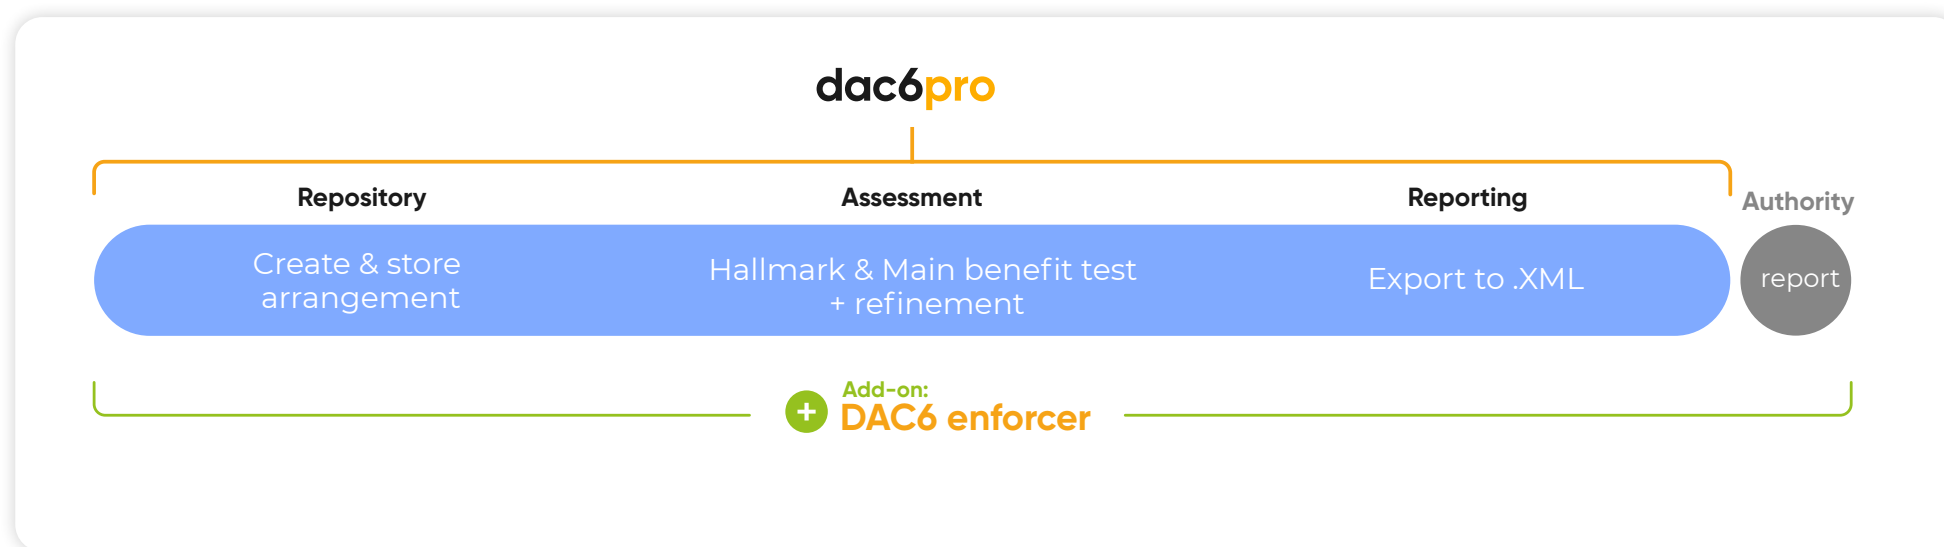 dac6pro
Repository
Assessment
Reporting
Authority
Create & store
arrangement
Hallmark & Main benefit test
+ refinement
Export to .XML
report
Add-on:
DAC6 enforcer